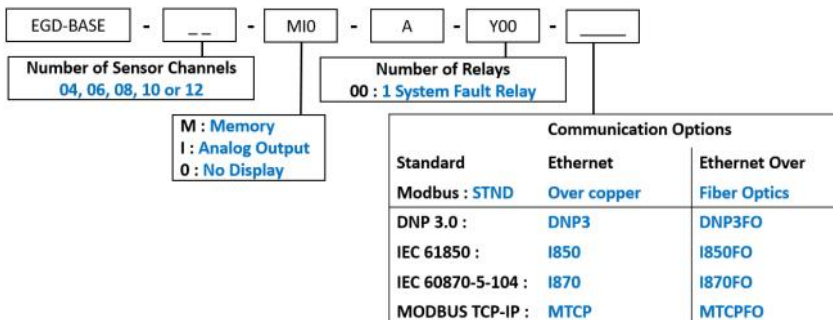 EGD-BASE - _ _ - MI0 - A - Y00 - ____
Number of Sensor Channels
04, 06, 08, 10 or 12
Number of Relays
00 : 1 System Fault Relay
M : Memory
I : Analog Output
0 : No Display
Communication Options
Standard Ethernet Ethernet Over
Modbus : STND Over copper Fiber Optics
DNP 3.0 : DNP3 DNP3FO
IEC 61850 : I850 I850FO
IEC 60870-5-104 : I870 I870FO
MODBUS TCP-IP : MTCP MTCPFO